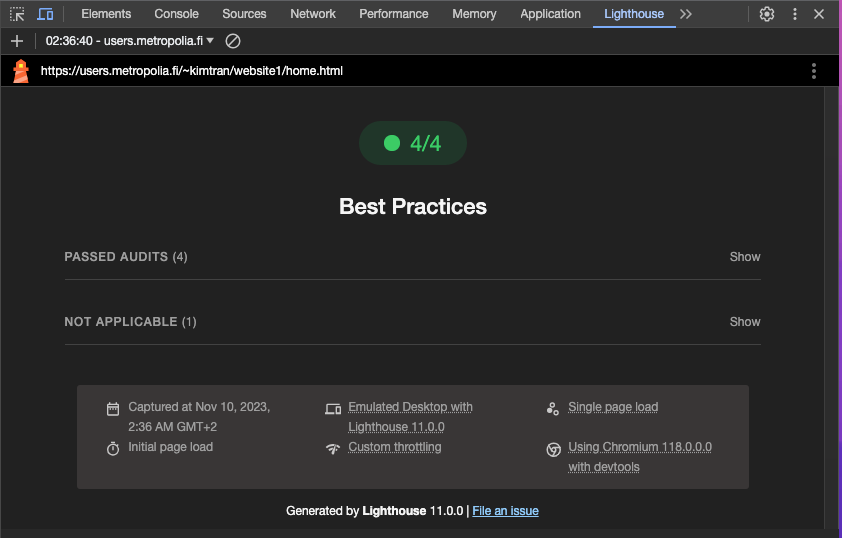 Elements Console Sources Network Performance Memory Application Lighthouse
02:36:40 - users.metropolia.fi
https://users.metropolia.fi/~kimtran/website1/home.html
4/4
Best Practices
PASSED AUDITS (4) Show
NOT APPLICABLE (1) Show
Captured at Nov 10, 2023, Emulated Desktop with Single page load
2:36 AM GMT+2 Lighthouse 11.0.0
Initial page load Custom throttling Using Chromium 118.0.0.0
with devtools
Generated by Lighthouse 11.0.0 | File an issue